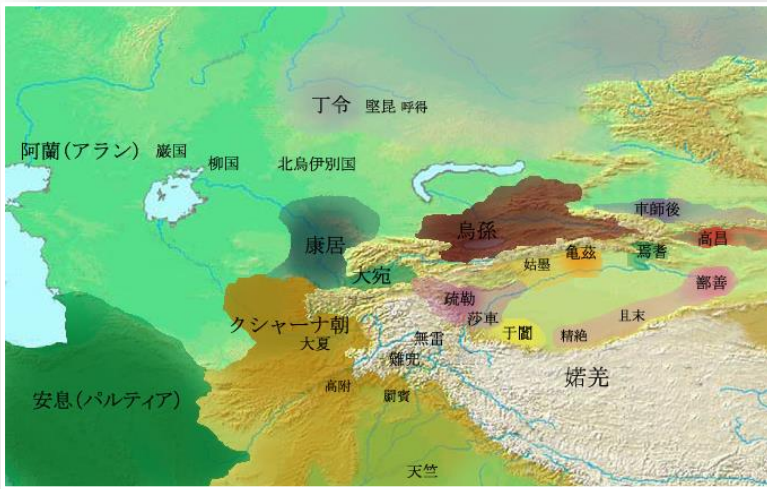 丁令
堅昆 呼得
阿蘭(アラン)
巌国
柳国
北烏伊別国
康居
烏孫
車師後
高昌
大宛
姑墨
亀茲
焉耆
鄯善
疏勒
莎車
于闐
精絶
且末
クシャーナ朝
大夏
無雷
難兜
婼羌
安息(パルティア)
高附
罽賓
天竺